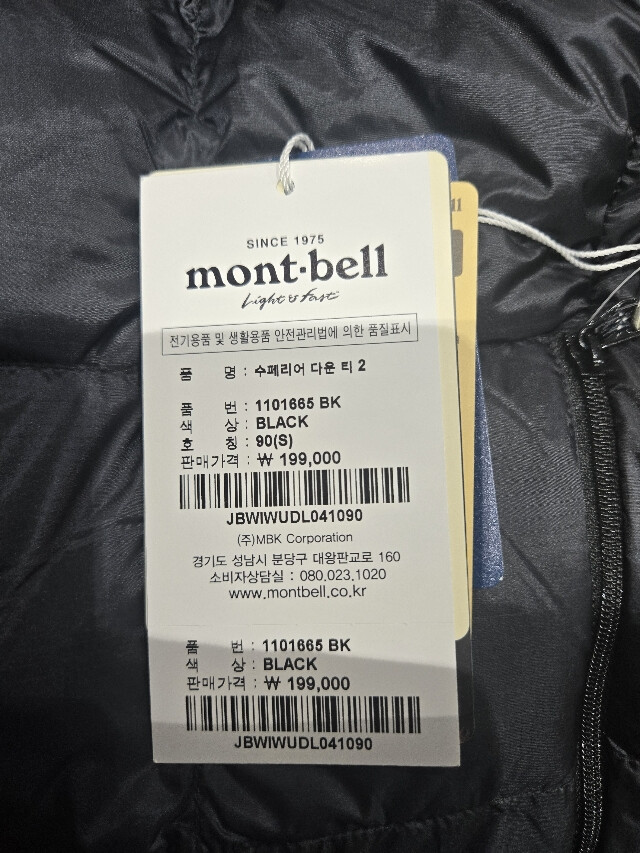 SINCE 1975
mont·bell
Light & Fast
전기용품 및 생활용품 안전관리법에 의한 품질표시
품 명 : 수페리어 다운 티 2
품 번 : 1101665 BK
색 상 : BLACK
호 칭 : 90(S)
판매가격 : ₩ 199,000
JBWIWUDL041090
(주)MBK Corporation
경기도 성남시 분당구 대왕판교로 160
소비자상담실 : 080.023.1020
www.montbell.co.kr
품 번 : 1101665 BK
색 상 : BLACK
판매가격 : ₩ 199,000
JBWIWUDL041090